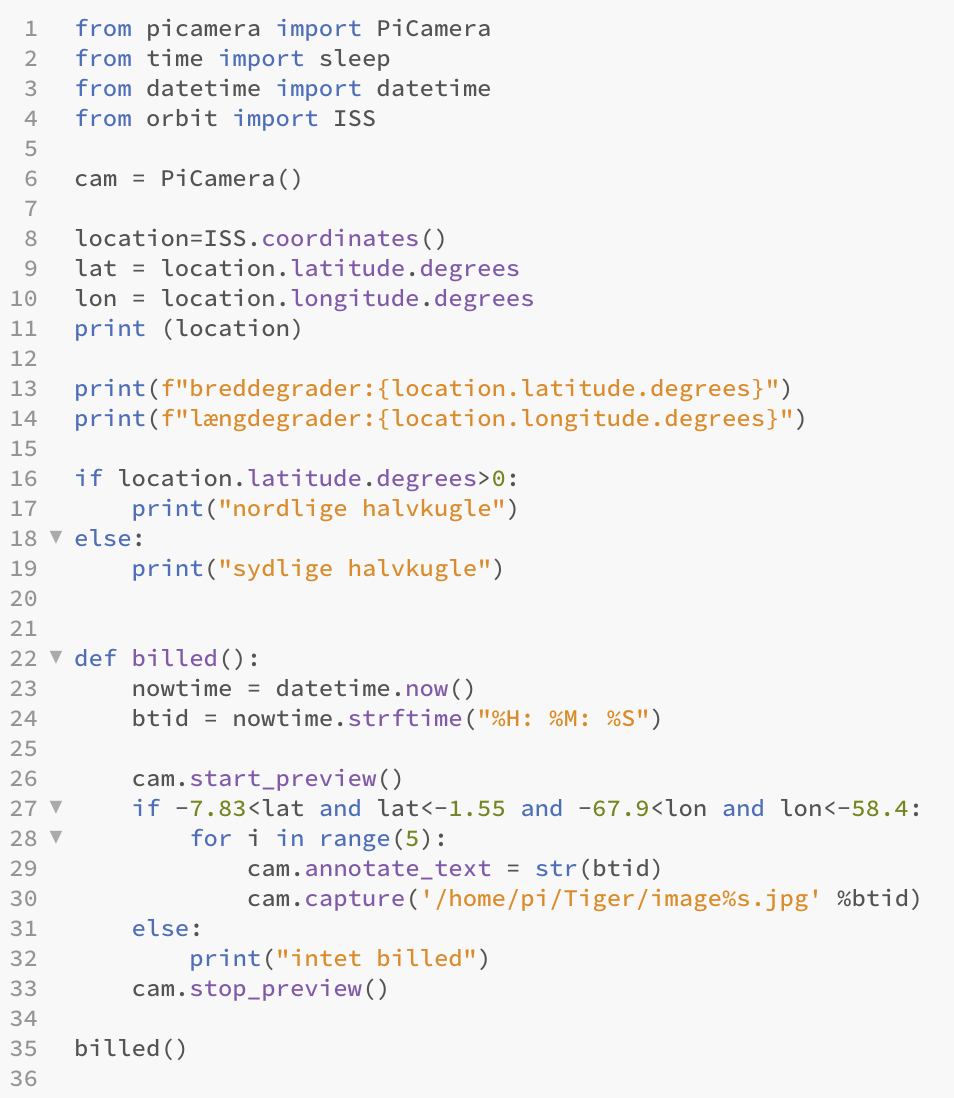 1 from picamera import PiCamera
2 from time import sleep
3 from datetime import datetime
4 from orbit import ISS
5
6 cam = PiCamera()
7
8 location=ISS.coordinates()
9 lat = location.latitude.degrees
10 lon = location.longitude.degrees
11 print (location)
12
13 print(f"breddegrader:{location.latitude.degrees}")
14 print(f"længdegrader:{location.longitude.degrees}")
15
16 if location.latitude.degrees>0:
17     print("nordlige halvkugle")
18 ▼ else:
19     print("sydlige halvkugle")
20
21
22 ▼ def billed():
23     nowtime = datetime.now()
24     btid = nowtime.strftime("%H: %M: %S")
25
26     cam.start_preview()
27 ▼     if -7.83<lat and lat<-1.55 and -67.9<lon and lon<-58.4:
28 ▼         for i in range(5):
29             cam.annotate_text = str(btid)
30             cam.capture('/home/pi/Tiger/image%s.jpg' %btid)
31     else:
32         print("intet billed")
33     cam.stop_preview()
34
35 billed()
36